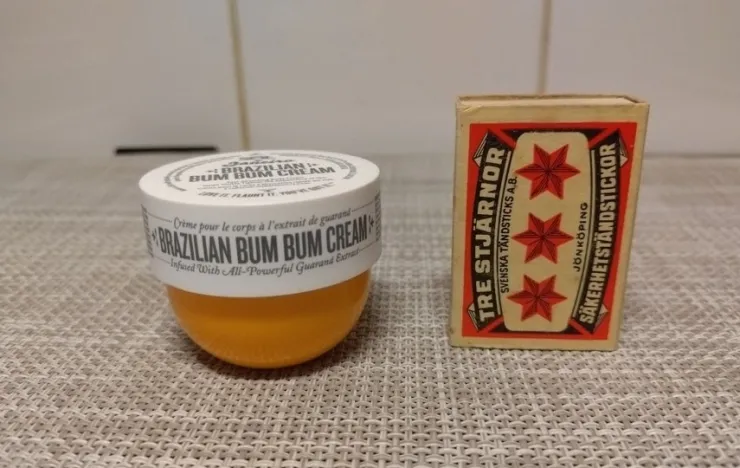 BRAZILIAN
BUM BUM CREAM
Crème pour le corps à l'extrait de guaraná
BRAZILIAN BUM BUM CREAM
Infused With All-Powerful Guaraná Extract
TRE STJÄRNOR
SVENSKA TÄNDSTICKS A.B.
JÖNKÖPING
SÄKERHETSTÄNDSTICKOR